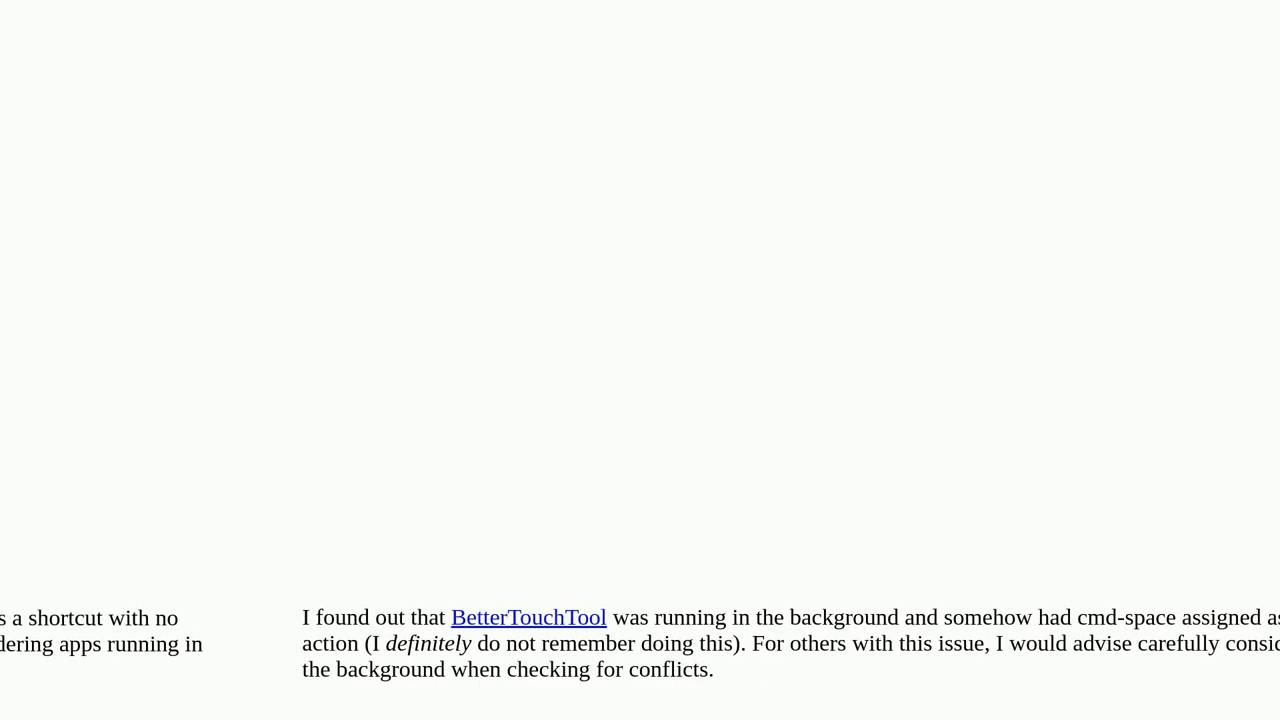 s a shortcut with no
dering apps running in
I found out that BetterTouchTool was running in the background and somehow had cmd-space assigned as
action (I definitely do not remember doing this). For others with this issue, I would advise carefully consid
the background when checking for conflicts.